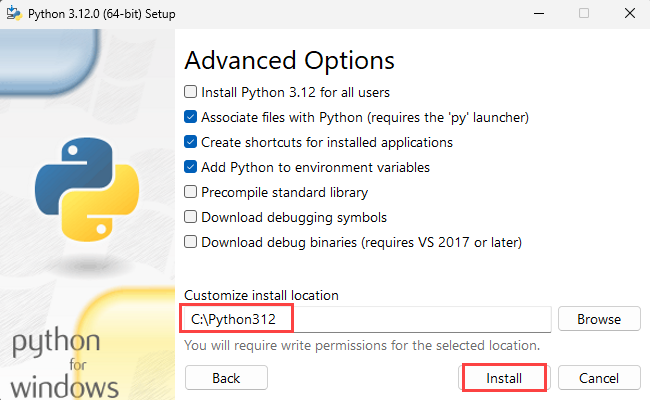 Python 3.12.0 (64-bit) Setup
Advanced Options
Install Python 3.12 for all users
Associate files with Python (requires the 'py' launcher)
Create shortcuts for installed applications
Add Python to environment variables
Precompile standard library
Download debugging symbols
Download debug binaries (requires VS 2017 or later)
Customize install location
C:\Python312
Browse
You will require write permissions for the selected location.
python
for
windows
Back
Install
Cancel